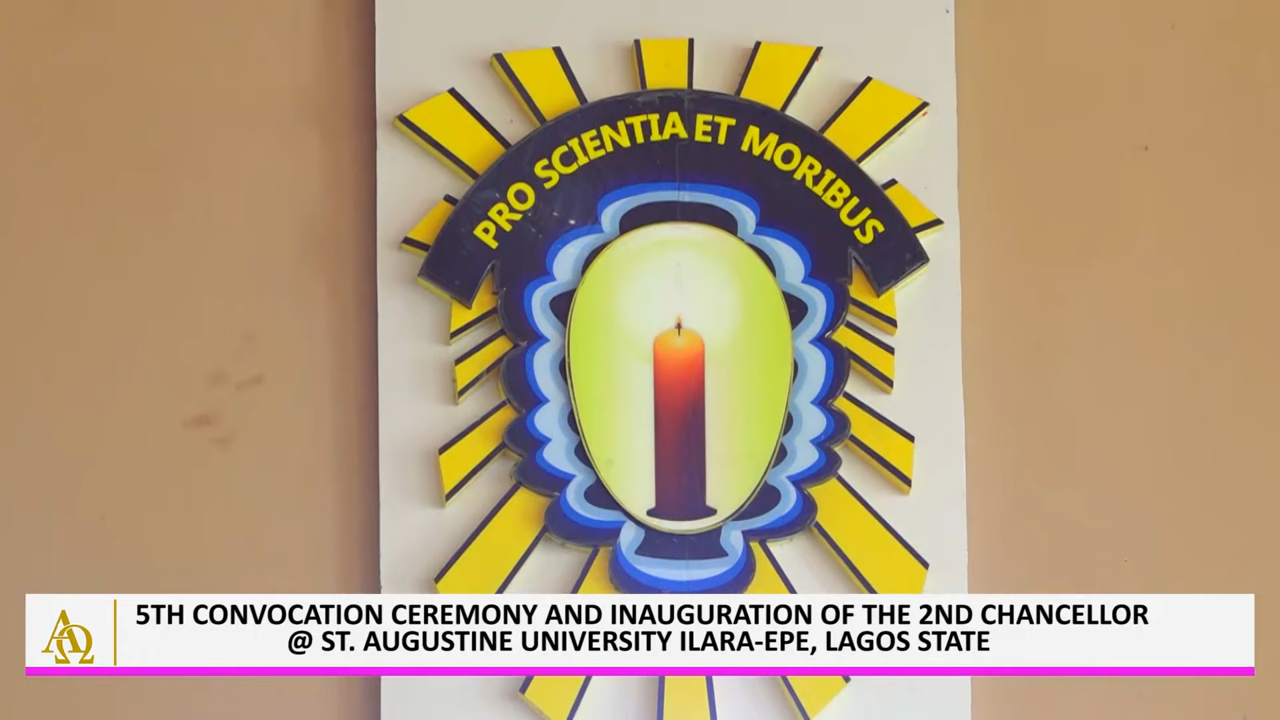 PRO SCIENTIA ET MORIBUS
ΑΩ
5TH CONVOCATION CEREMONY AND INAUGURATION OF THE 2ND CHANCELLOR
@ ST. AUGUSTINE UNIVERSITY ILARA-EPE, LAGOS STATE